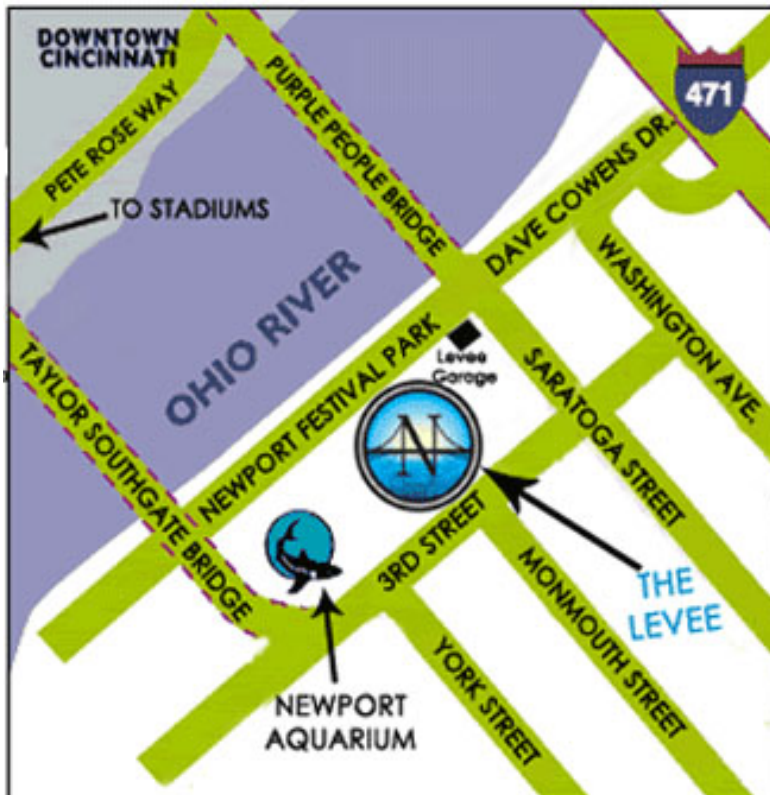 DOWNTOWN
CINCINNATI
PETE ROSE WAY
TO STADIUMS
PURPLE PEOPLE BRIDGE
471
DAVE COWENS DR.
WASHINGTON AVE.
OHIO RIVER
NEWPORT FESTIVAL PARK
Levee
Garage
TAYLOR SOUTHGATE BRIDGE
SARATOGA STREET
N
3RD STREET
THE
LEVEE
MONMOUTH STREET
YORK STREET
NEWPORT
AQUARIUM